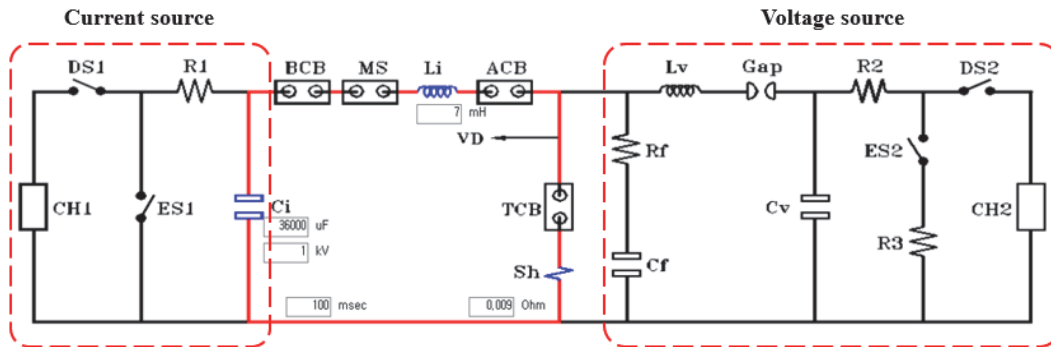 Current source
Voltage source
DS1
R1
BCB
MS
Li
ACB
Lv
Gap
R2
DS2
7 mH
VD
Rf
ES2
CH1
ES1
Ci
TCB
Cv
CH2
36000 uF
R3
1 kV
Sh
Cf
100 msec
0,009 Ohm